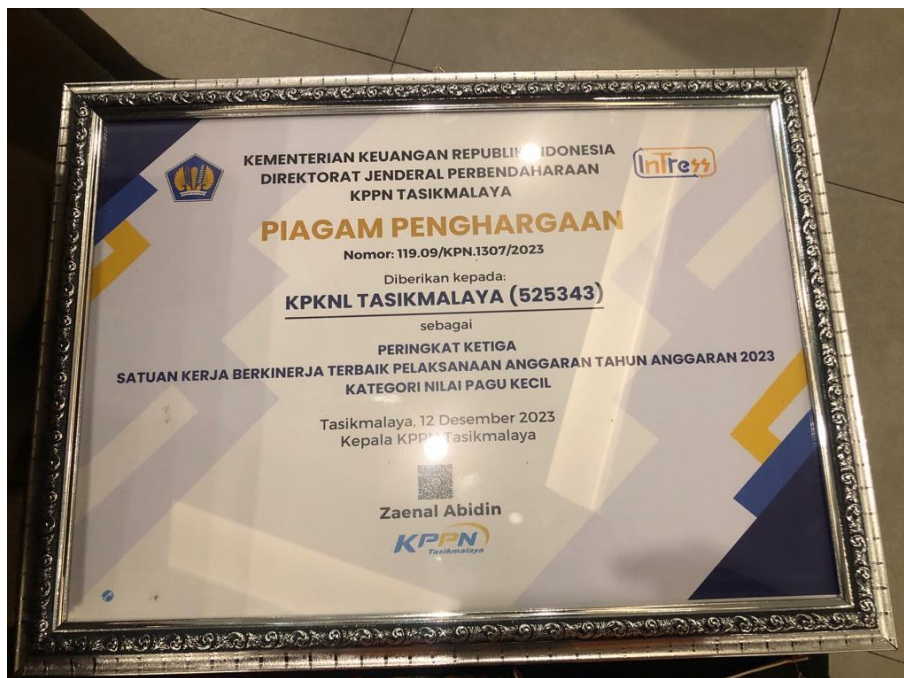 KEMENTERIAN KEUANGAN REPUBLIK INDONESIA
DIREKTORAT JENDERAL PERBENDAHARAAN
KPPN TASIKMALAYA
InTress
PIAGAM PENGHARGAAN
Nomor: 119.09/KPN.1307/2023
Diberikan kepada:
KPKNL TASIKMALAYA (525343)
sebagai
PERINGKAT KETIGA
SATUAN KERJA BERKINERJA TERBAIK PELAKSANAAN ANGGARAN TAHUN ANGGARAN 2023
KATEGORI NILAI PAGU KECIL
Tasikmalaya, 12 Desember 2023
Kepala KPPN Tasikmalaya
Zaenal Abidin
KPPN
Tasikmalaya